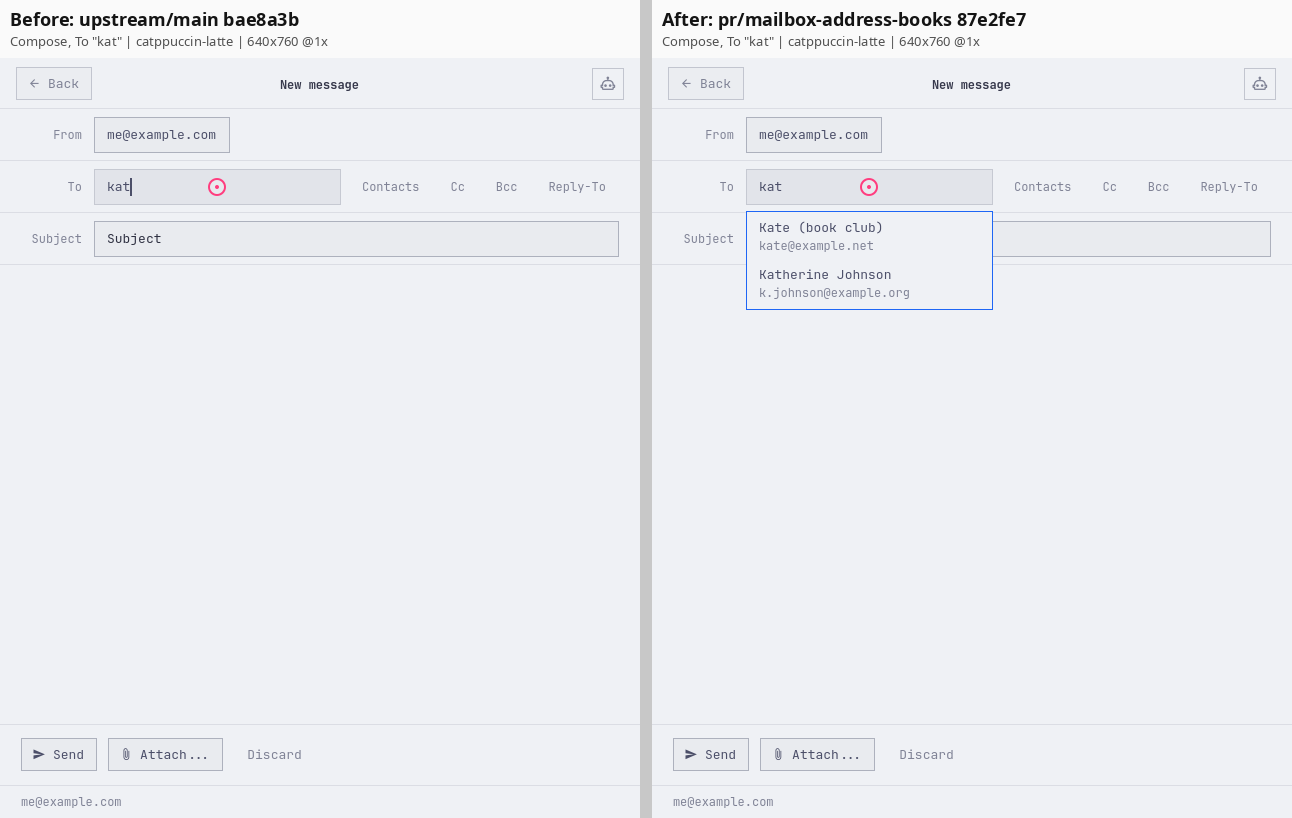 Before: upstream/main bae8a3b
Compose, To "kat" | catppuccin-latte | 640x760 @1x
← Back
New message
From
me@example.com
To
kat
Contacts
Cc
Bcc
Reply-To
Subject
Subject
Send
Attach...
Discard
me@example.com
After: pr/mailbox-address-books 87e2fe7
Compose, To "kat" | catppuccin-latte | 640x760 @1x
← Back
New message
From
me@example.com
To
kat
Contacts
Cc
Bcc
Reply-To
Subject
Kate (book club)
kate@example.net
Katherine Johnson
k.johnson@example.org
Send
Attach...
Discard
me@example.com